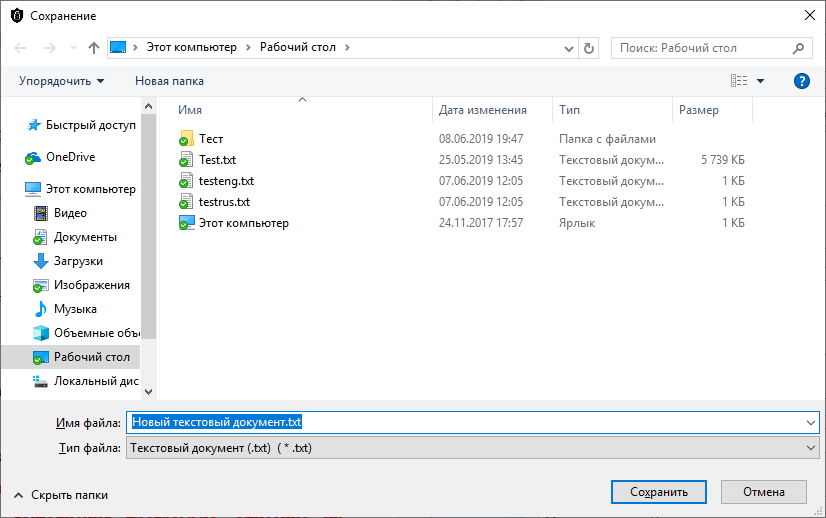 Сохранение
Этот компьютер Рабочий стол
Поиск: Рабочий стол
Упорядочить Новая папка
Имя Дата изменения Тип Размер
Быстрый доступ
OneDrive
Этот компьютер
Видео
Документы
Загрузки
Изображения
Музыка
Объемные объ
Рабочий стол
Локальный дис
Тест 08.06.2019 19:47 Папка с файлами
Test.txt 25.05.2019 13:45 Текстовый докум... 5 739 КБ
testeng.txt 07.06.2019 12:05 Текстовый докум... 1 КБ
testrus.txt 07.06.2019 12:05 Текстовый докум... 1 КБ
Этот компьютер 24.11.2017 17:57 Ярлык 1 КБ
Имя файла: Новый текстовый документ.txt
Тип файла: Текстовый документ (.txt) ( * .txt)
Скрыть папки
Сохранить Отмена